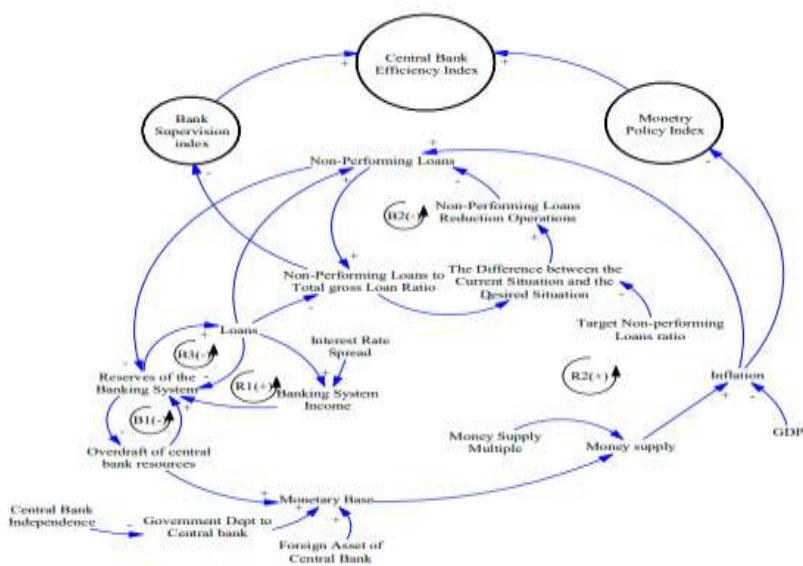 Central Bank
Efficiency Index
Bank
Supervision
index
Monetry
Policy Index
Non-Performing Loans
Non-Performing Loans
Reduction Operations
B2(-)
Non-Performing Loans to
Total gross Loan Ratio
The Difference between the
Current Situation and the
Desired Situation
Loans
Interest Rate
Spread
Target Non-performing
Loans ratio
B3(-)
Reserves of the
Banking System
R1(+)
Banking System
Income
R2(+)
Inflation
B1(-)
Overdraft of central
bank resources
Money Supply
Multiple
Money supply
GDP
Central Bank
Independence
Government Dept to
Central bank
Monetary Base
Foreign Asset of
Central Bank